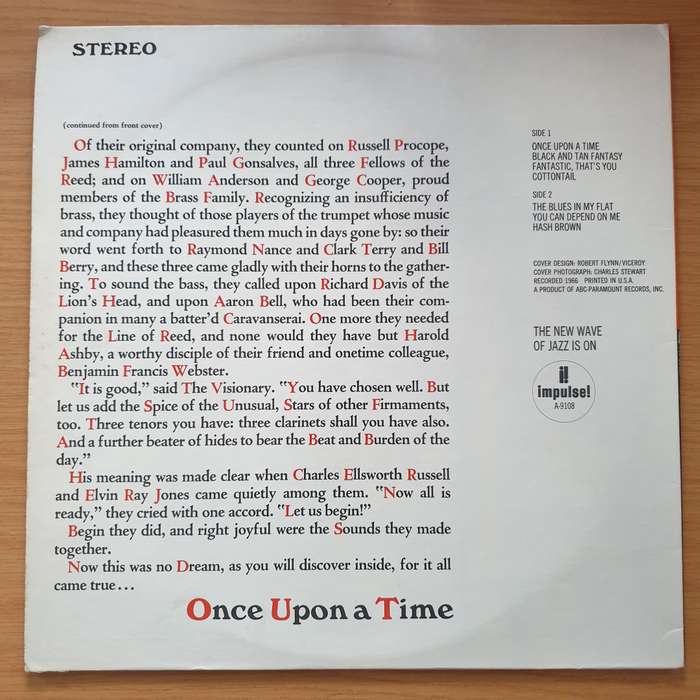 STEREO
(continued from front cover)
Of their original company, they counted on Russell Procope,
James Hamilton and Paul Gonsalves, all three Fellows of the
Reed; and on William Anderson and George Cooper, proud
members of the Brass Family. Recognizing an insufficiency of
brass, they thought of those players of the trumpet whose music
and company had pleasured them much in days gone by: so their
word went forth to Raymond Nance and Clark Terry and Bill
Berry, and these three came gladly with their horns to the gather-
ing. To sound the bass, they called upon Richard Davis of the
Lion's Head, and upon Aaron Bell, who had been their com-
panion in many a batter'd Caravanserai. One more they needed
for the Line of Reed, and none would they have but Harold
Ashby, a worthy disciple of their friend and onetime colleague,
Benjamin Francis Webster.
"It is good," said The Visionary. "You have chosen well. But
let us add the Spice of the Unusual, Stars of other Firmaments,
too. Three tenors you have: three clarinets shall you have also.
And a further beater of hides to bear the Beat and Burden of the
day."
His meaning was made clear when Charles Ellsworth Russell
and Elvin Ray Jones came quietly among them. "Now all is
ready," they cried with one accord. "Let us begin!"
Begin they did, and right joyful were the Sounds they made
together.
Now this was no Dream, as you will discover inside, for it all
came true...
Once Upon a Time
SIDE 1
ONCE UPON A TIME
BLACK AND TAN FANTASY
FANTASTIC, THAT'S YOU
COTTONTAIL
SIDE 2
THE BLUES IN MY FLAT
YOU CAN DEPEND ON ME
HASH BROWN
COVER DESIGN: ROBERT FLYNN/VICEROY
COVER PHOTOGRAPH: CHARLES STEWART
RECORDED 1966 PRINTED IN U.S.A.
A PRODUCT OF ABC-PARAMOUNT RECORDS, INC.
THE NEW WAVE
OF JAZZ IS ON
i!
impulse!
A-9108